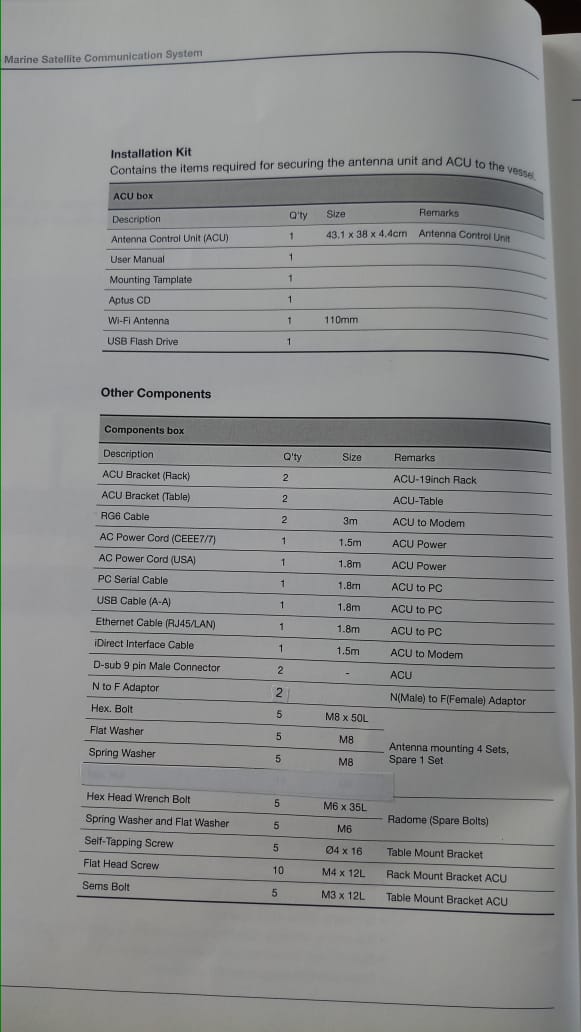 Marine Satellite Communication System
Installation Kit
Contains the items required for securing the antenna unit and ACU to the vessel.
ACU box
Description Q'ty Size Remarks
Antenna Control Unit (ACU) 1 43.1 x 38 x 4.4cm Antenna Control Unit
User Manual 1
Mounting Tamplate 1
Aptus CD 1
Wi-Fi Antenna 1 110mm
USB Flash Drive 1
Other Components
Components box
Description Q'ty Size Remarks
ACU Bracket (Rack) 2 ACU-19inch Rack
ACU Bracket (Table) 2 ACU-Table
RG6 Cable 2 3m ACU to Modem
AC Power Cord (CEEE7/7) 1 1.5m ACU Power
AC Power Cord (USA) 1 1.8m ACU Power
PC Serial Cable 1 1.8m ACU to PC
USB Cable (A-A) 1 1.8m ACU to PC
Ethernet Cable (RJ45/LAN) 1 1.8m ACU to PC
iDirect Interface Cable 1 1.5m ACU to Modem
D-sub 9 pin Male Connector 2 - ACU
N to F Adaptor 2 N(Male) to F(Female) Adaptor
Hex. Bolt 5 M8 x 50L
Flat Washer 5 M8 Antenna mounting 4 Sets,
Spring Washer 5 M8 Spare 1 Set
Hex Head Wrench Bolt 5 M6 x 35L
Radome (Spare Bolts)
Spring Washer and Flat Washer 5 M6
Self-Tapping Screw 5 Ø4 x 16 Table Mount Bracket
Flat Head Screw 10 M4 x 12L Rack Mount Bracket ACU
Sems Bolt 5 M3 x 12L Table Mount Bracket ACU